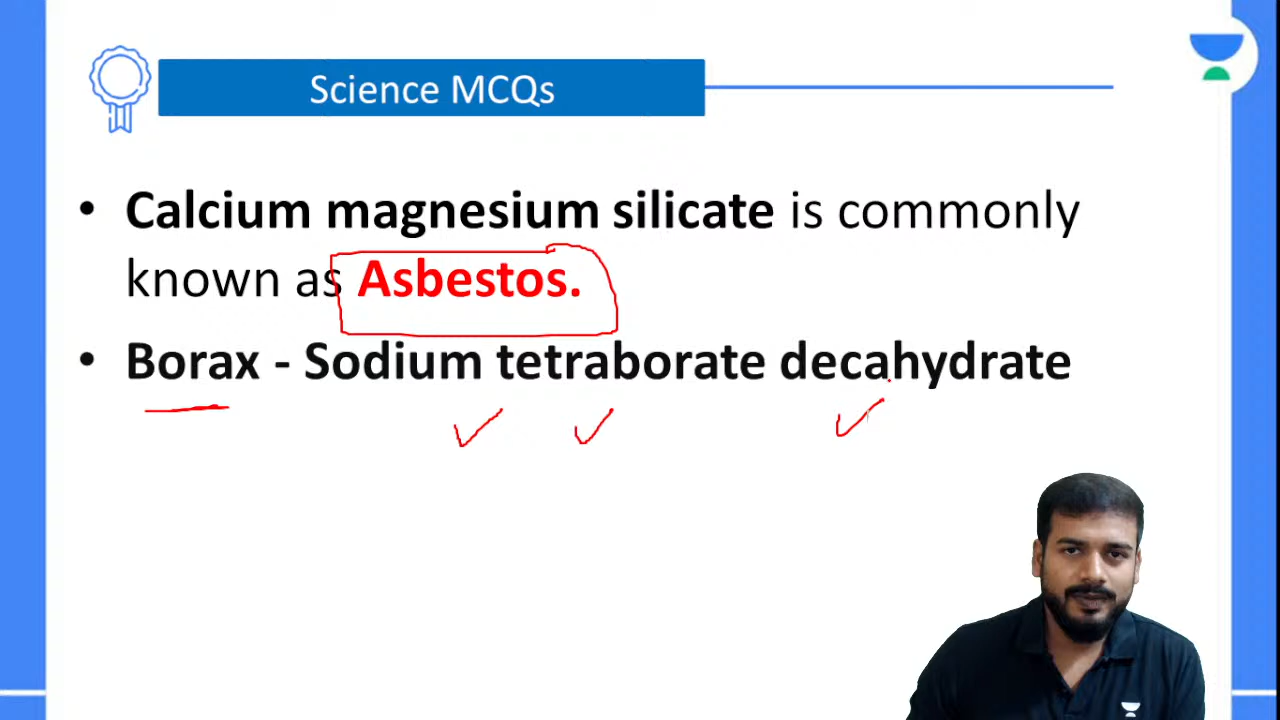 Science MCQs
• Calcium magnesium silicate is commonly
known as Asbestos.
• Borax - Sodium tetraborate decahydrate